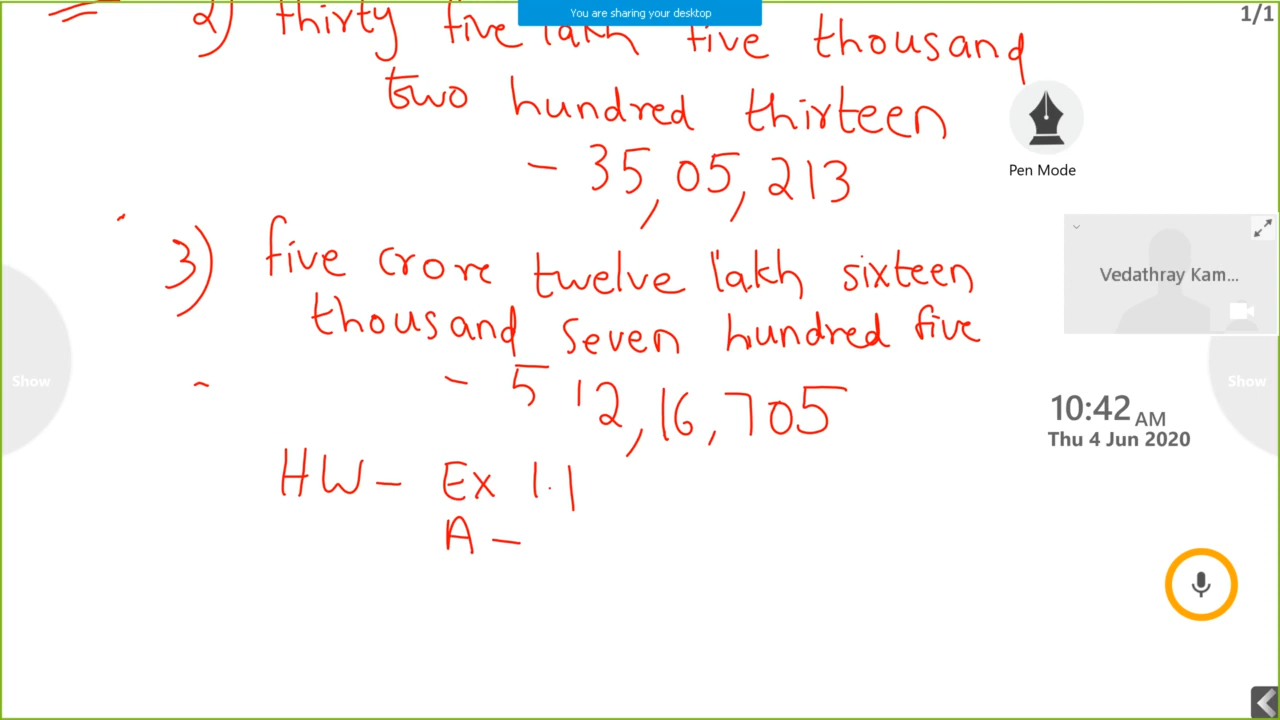 You are sharing your desktop
1/1
2) thirty five lakh five thousand
two hundred thirteen
- 35,05,213
Pen Mode
3) five crore twelve lakh sixteen
thousand seven hundred five
- 5 12,16,705
Vedathray Kam...
Show
Show
10:42 AM
Thu 4 Jun 2020
HW - Ex 1.1
A -